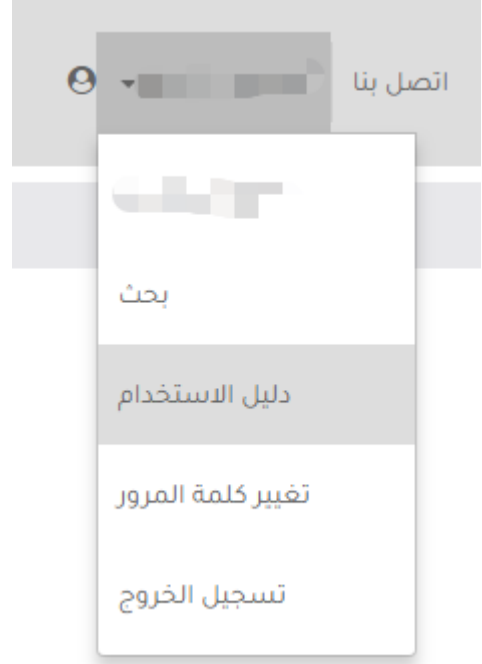 اتصل بنا
بحث
دليل الاستخدام
تغيير كلمة المرور
تسجيل الخروج